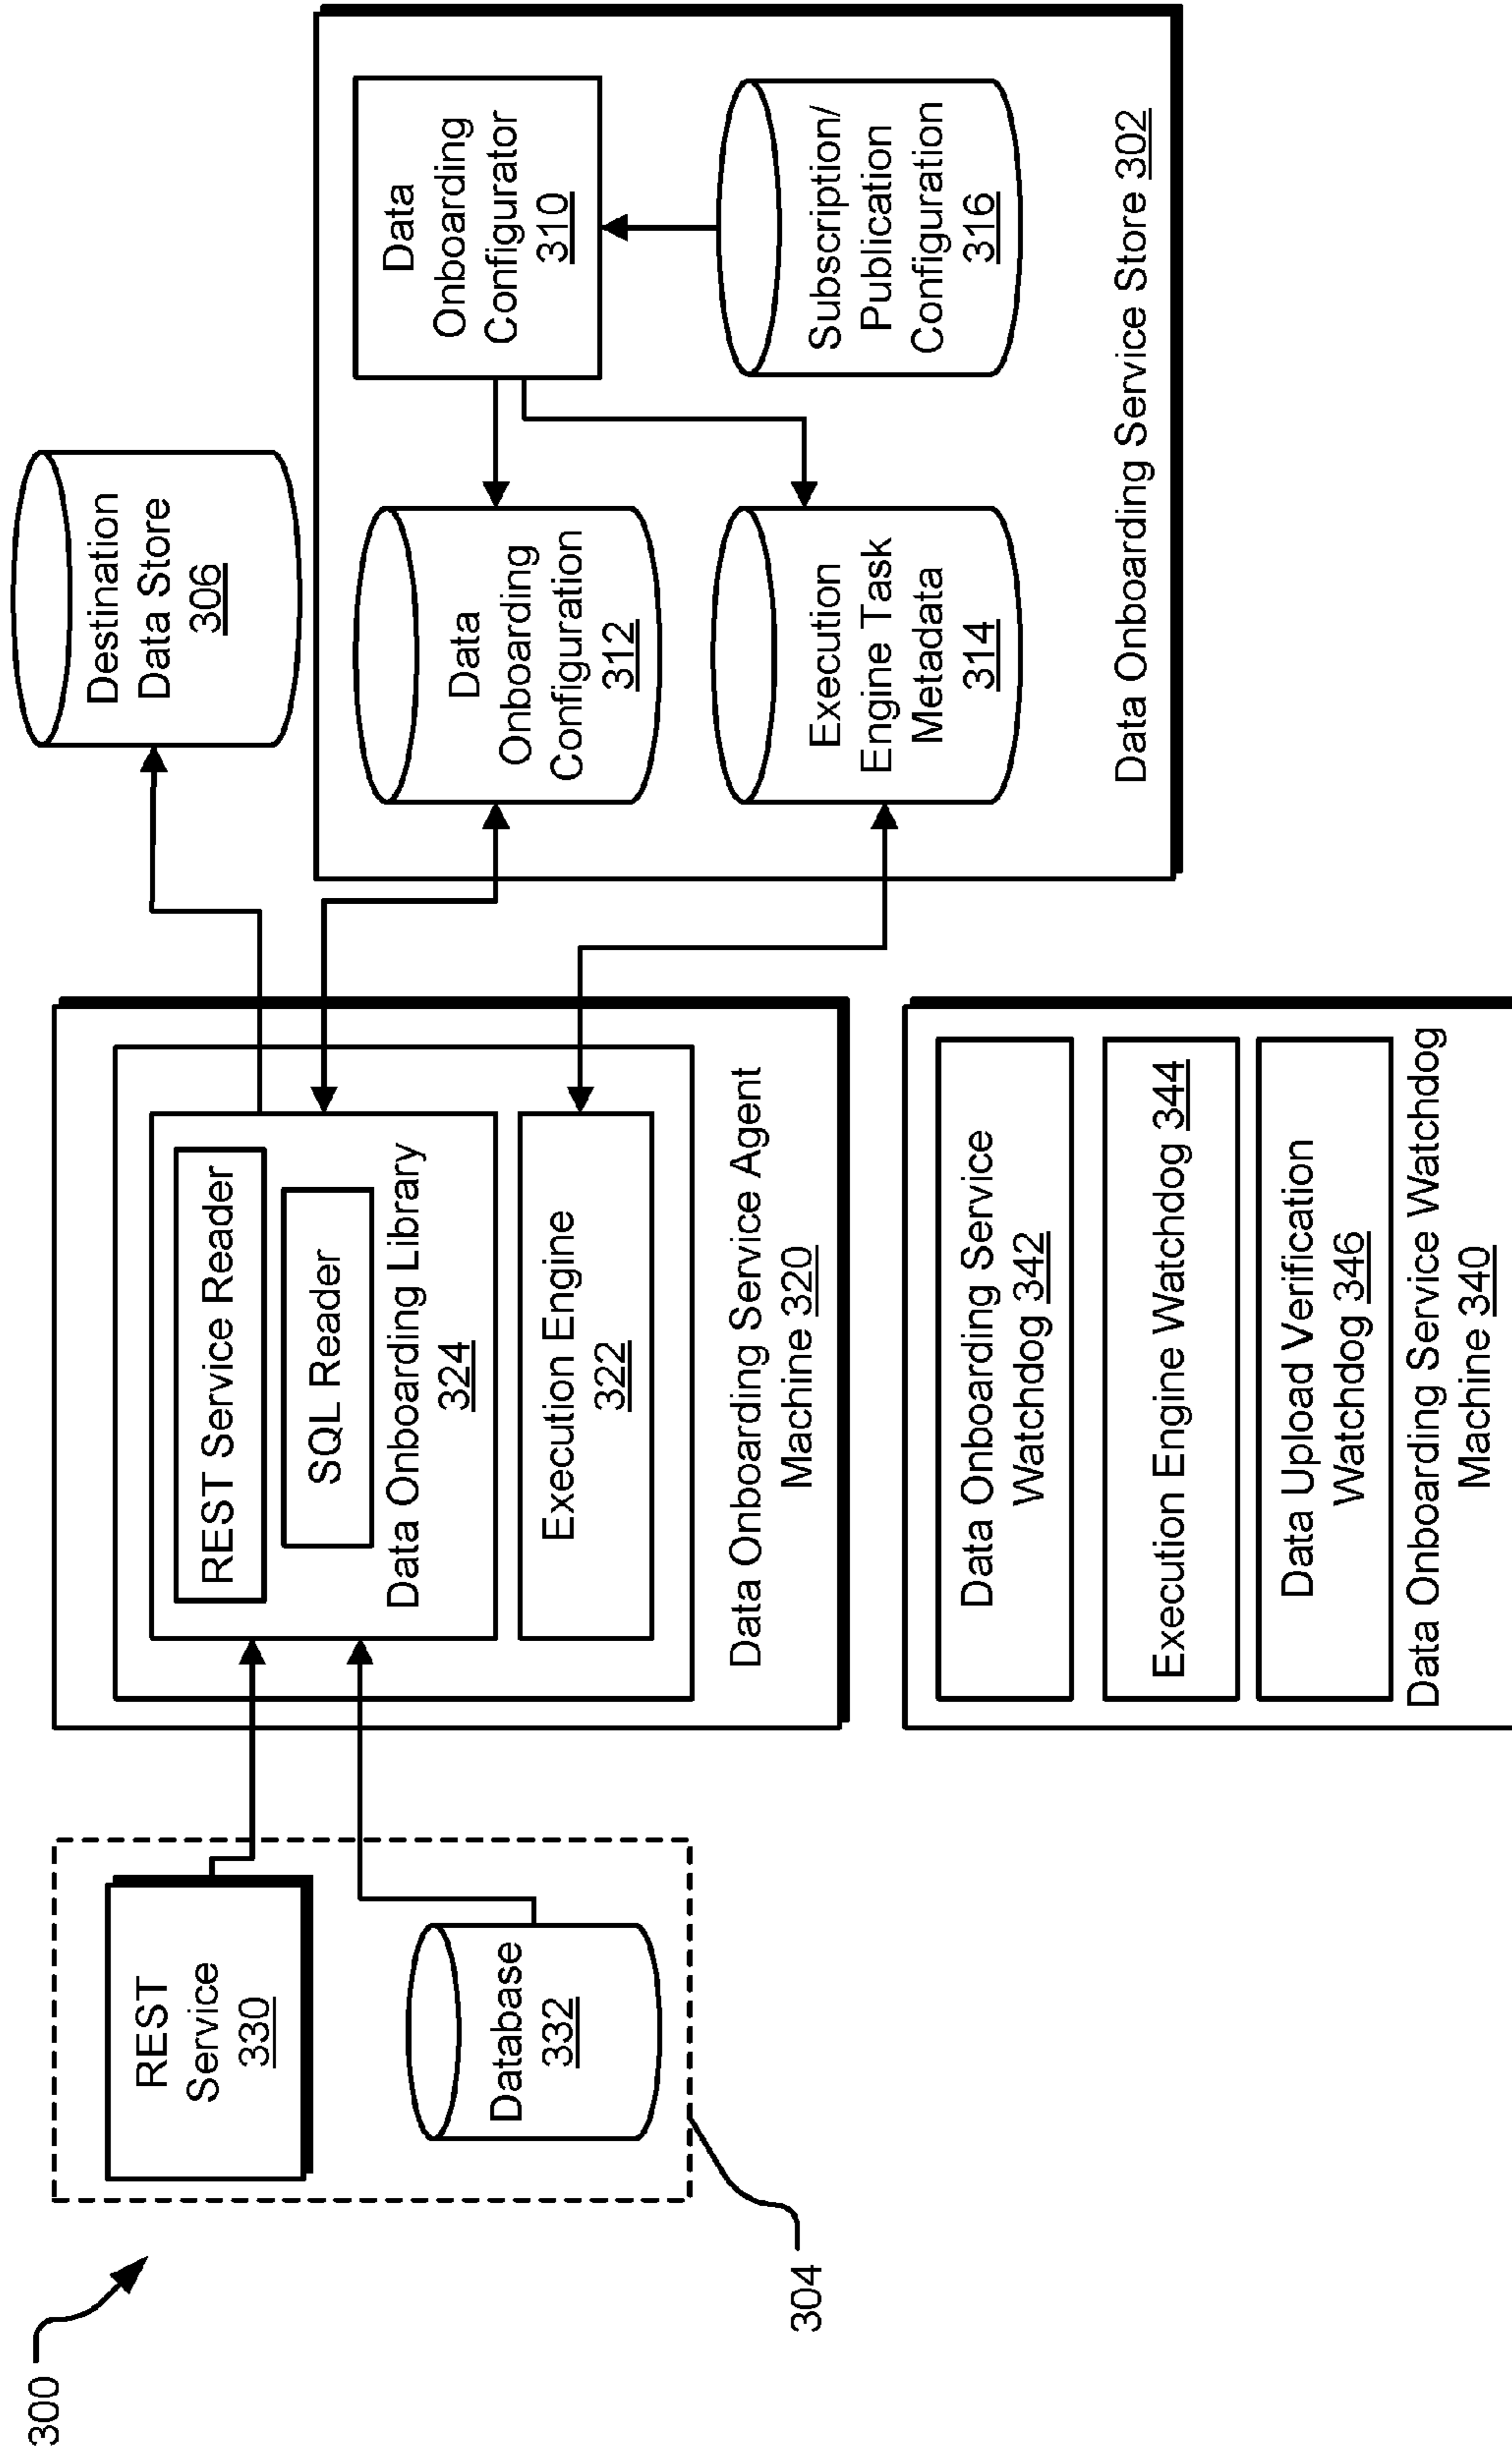 300
304
REST
Service
330
Database
332
REST Service Reader
SQL Reader
Data Onboarding Library
324
Execution Engine
322
Data Onboarding Service Agent
Machine 320
Data Onboarding Service
Watchdog 342
Execution Engine Watchdog 344
Data Upload Verification
Watchdog 346
Data Onboarding Service Watchdog
Machine 340
Destination
Data Store
306
Data
Onboarding
Configuration
312
Execution
Engine Task
Metadata
314
Data
Onboarding
Configurator
310
Subscription/
Publication
Configuration
316
Data Onboarding Service Store 302